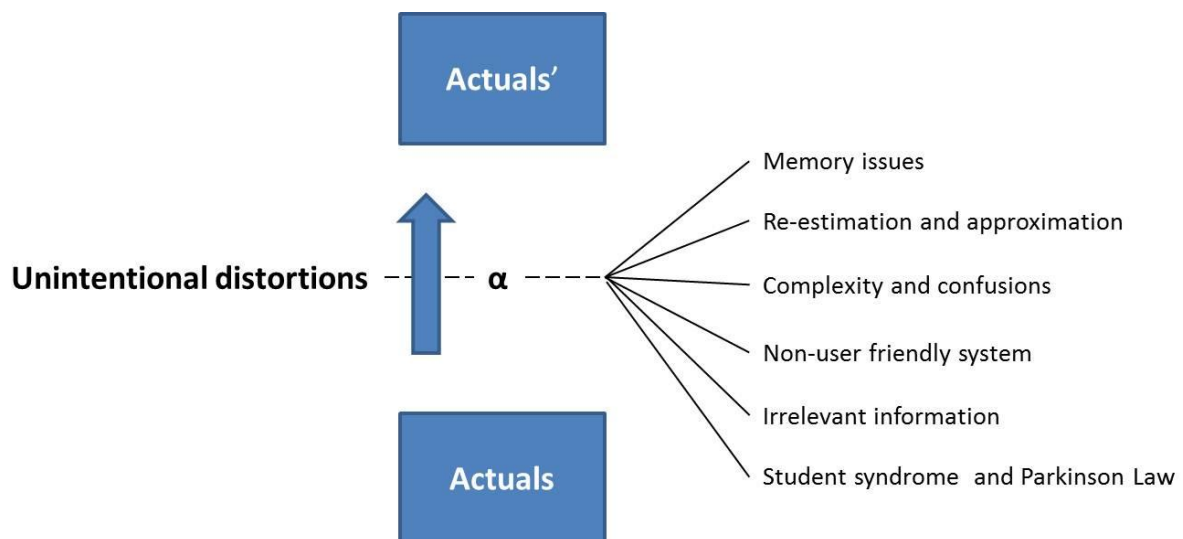 Actuals’
Memory issues
Re-estimation and approximation
Unintentional distortions
α
Complexity and confusions
Non-user friendly system
Irrelevant information
Actuals
Student syndrome  and Parkinson Law